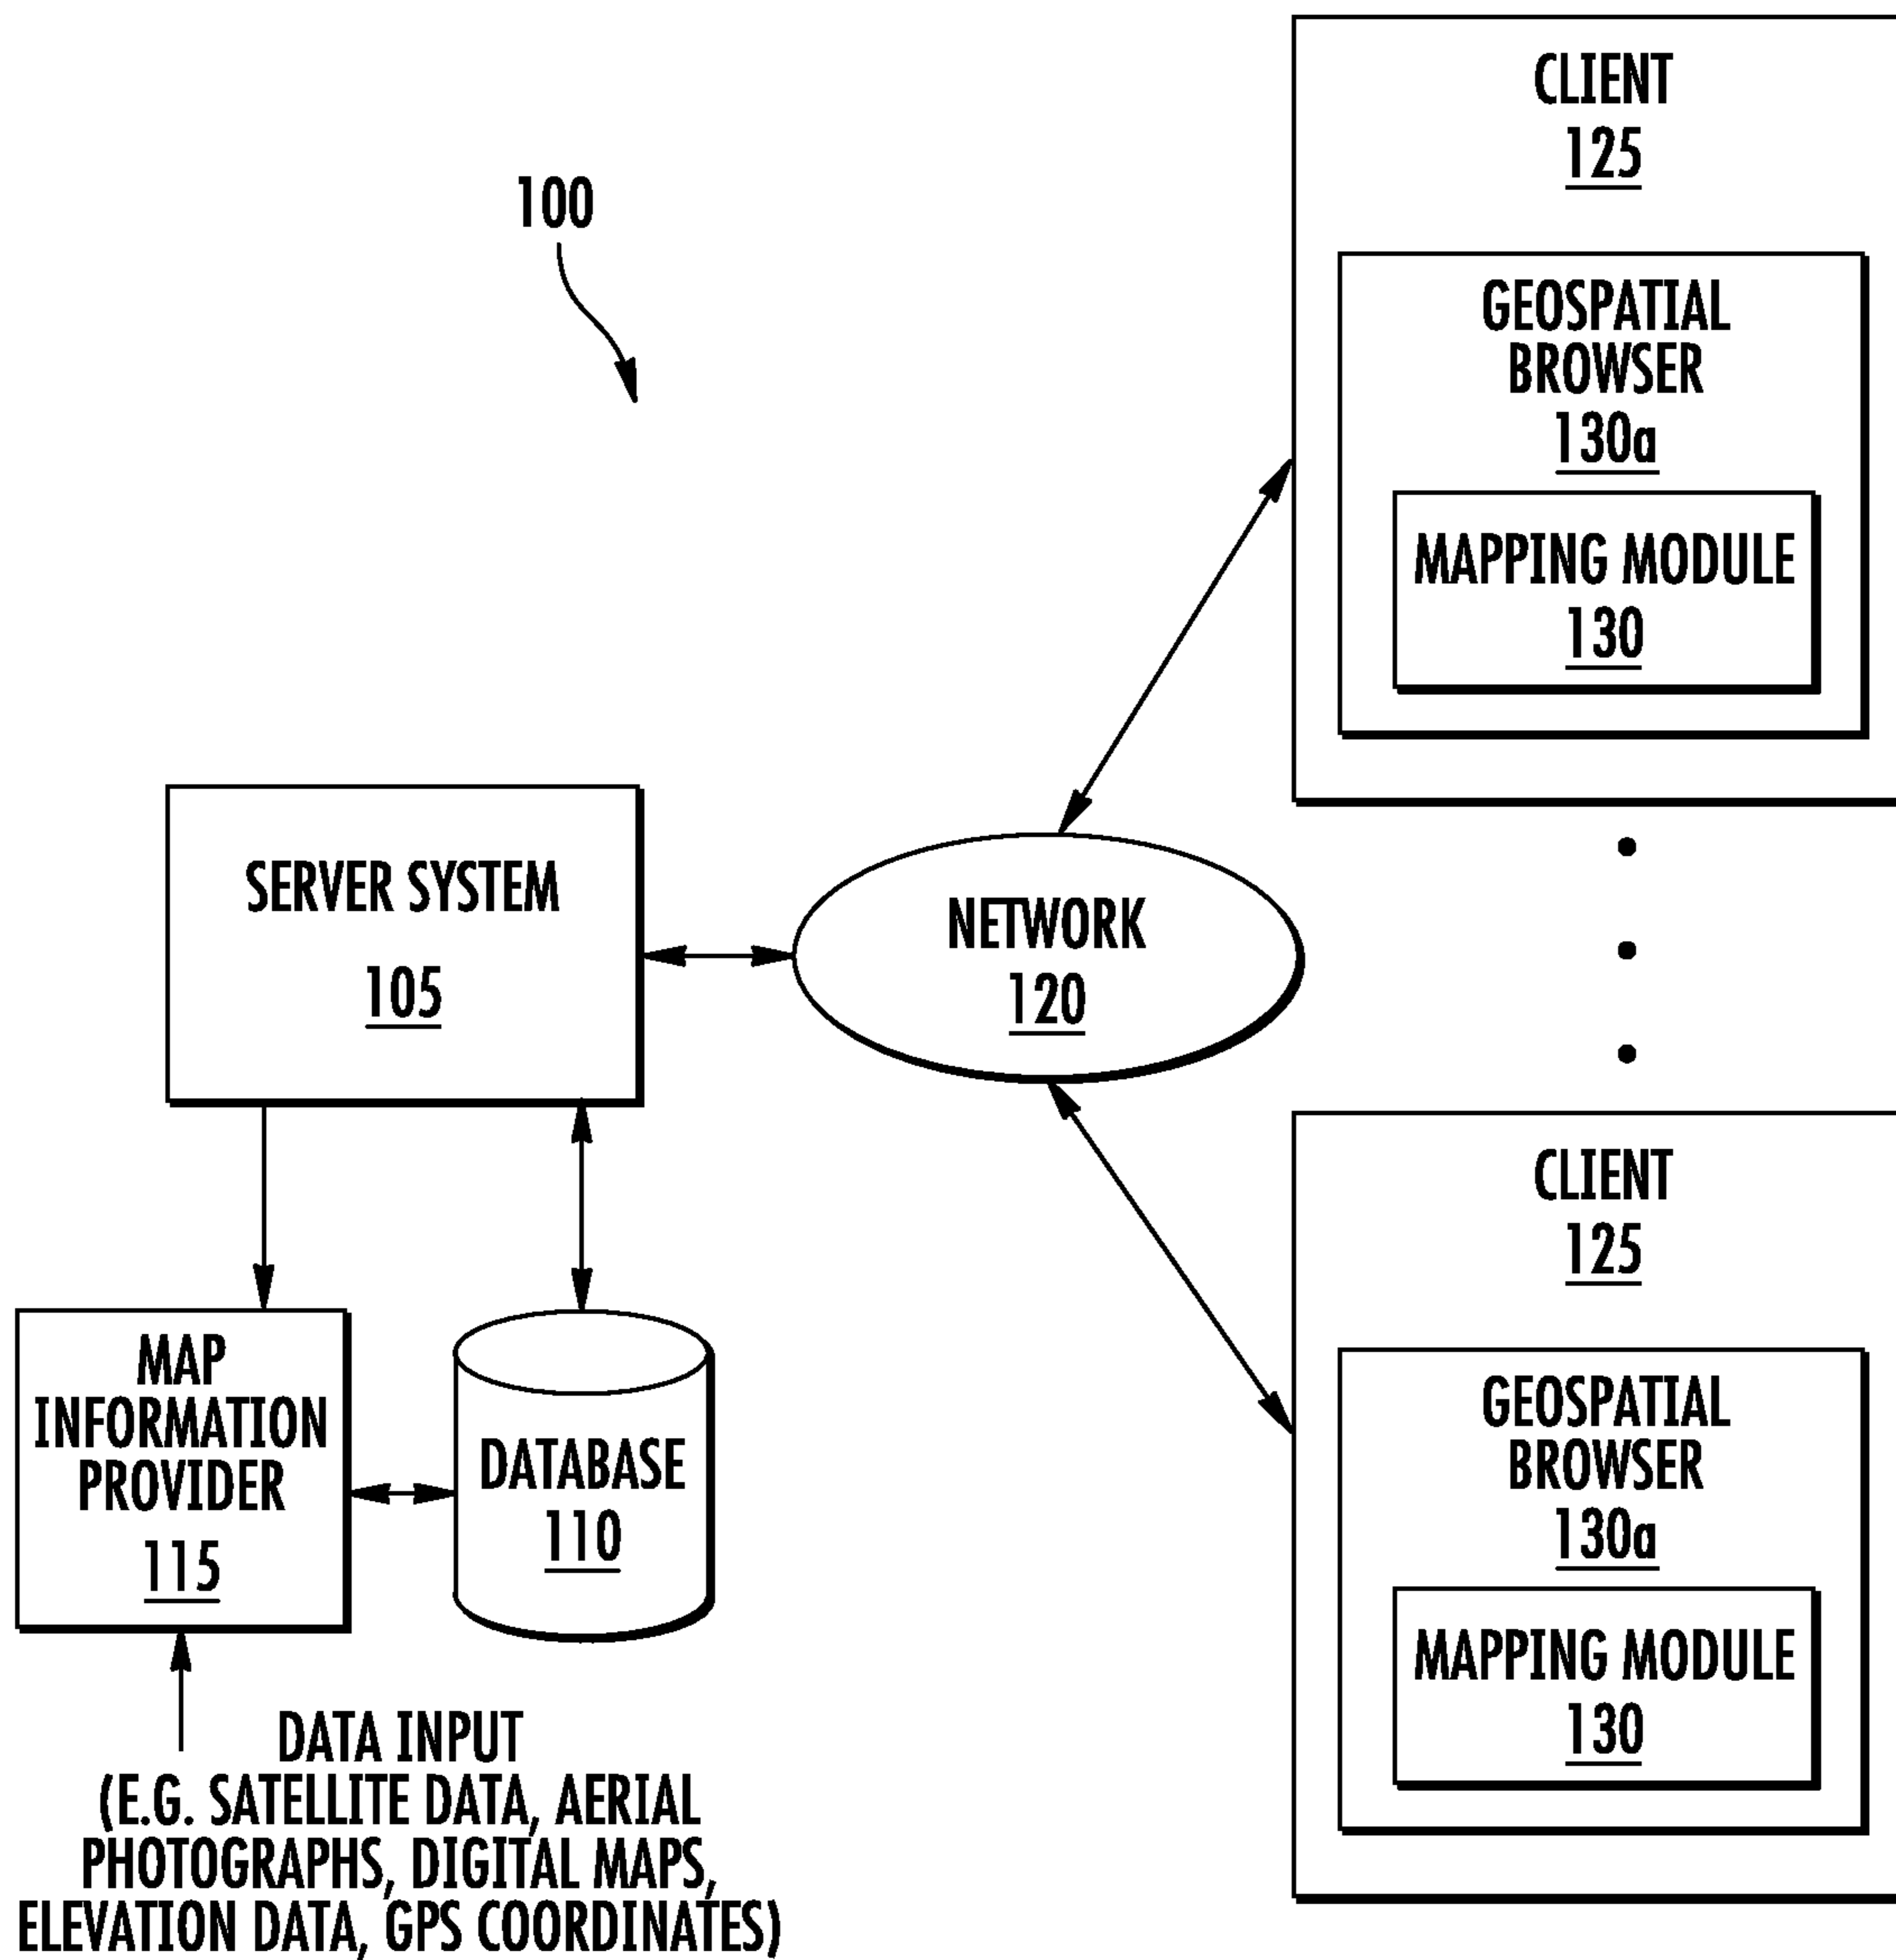 100
CLIENT
125
GEOSPATIAL
BROWSER
130a
MAPPING MODULE
130
SERVER SYSTEM
105
NETWORK
120
CLIENT
125
GEOSPATIAL
BROWSER
130a
MAPPING MODULE
130
MAP
INFORMATION
PROVIDER
115
DATABASE
110
DATA INPUT
(E.G. SATELLITE DATA, AERIAL
PHOTOGRAPHS, DIGITAL MAPS,
ELEVATION DATA, GPS COORDINATES)